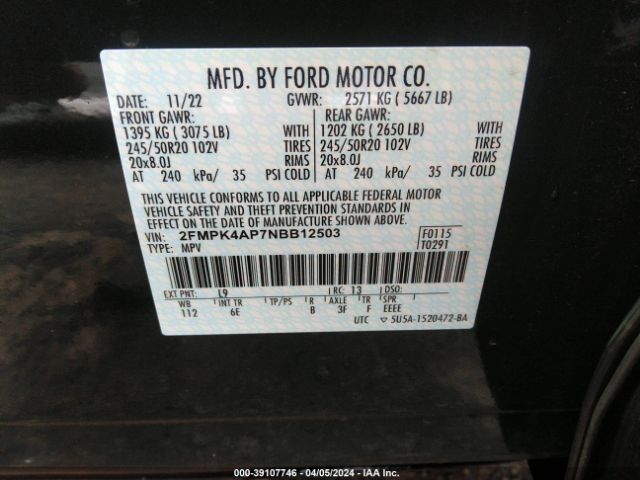 MFD. BY FORD MOTOR CO.
DATE: 11/22 GVWR: 2571 KG ( 5667 LB)
FRONT GAWR: REAR GAWR:
1395 KG ( 3075 LB) WITH 1202 KG ( 2650 LB) WITH
245/50R20 102V TIRES 245/50R20 102V TIRES
20x8.0J RIMS 20x8.0J RIMS
AT 240 kPa/ 35 PSI COLD AT 240 kPa/ 35 PSI COLD
THIS VEHICLE CONFORMS TO ALL APPLICABLE FEDERAL MOTOR
VEHICLE SAFETY AND THEFT PREVENTION STANDARDS IN
EFFECT ON THE DATE OF MANUFACTURE SHOWN ABOVE.
VIN: 2FMPK4AP7NBB12503 F0115
TYPE: MPV T0291
EXT PNT: L9 RC: 13 DSO:
WB INT TR TP/PS R AXLE TR SPR
112 6E B 3F F EEEE
UTC ▽ 5U5A-1520472-BA
000-39107746 - 04/05/2024 - IAA Inc.